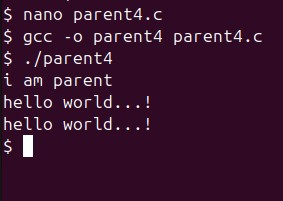 $ nano parent4.c
$ gcc -o parent4 parent4.c
$ ./parent4
i am parent
hello world...!
hello world...!
$